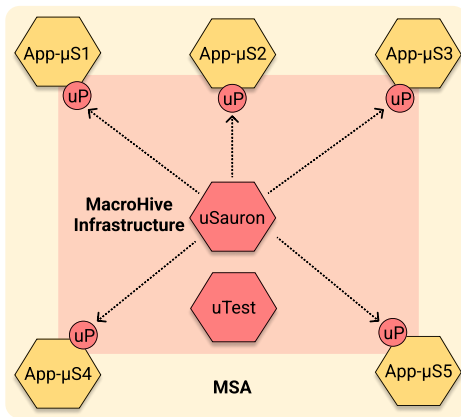 App-µS1
App-µS2
App-µS3
uP
uP
uP
MacroHive
Infrastructure
uSauron
uTest
uP
uP
App-µS4
App-µS5
MSA